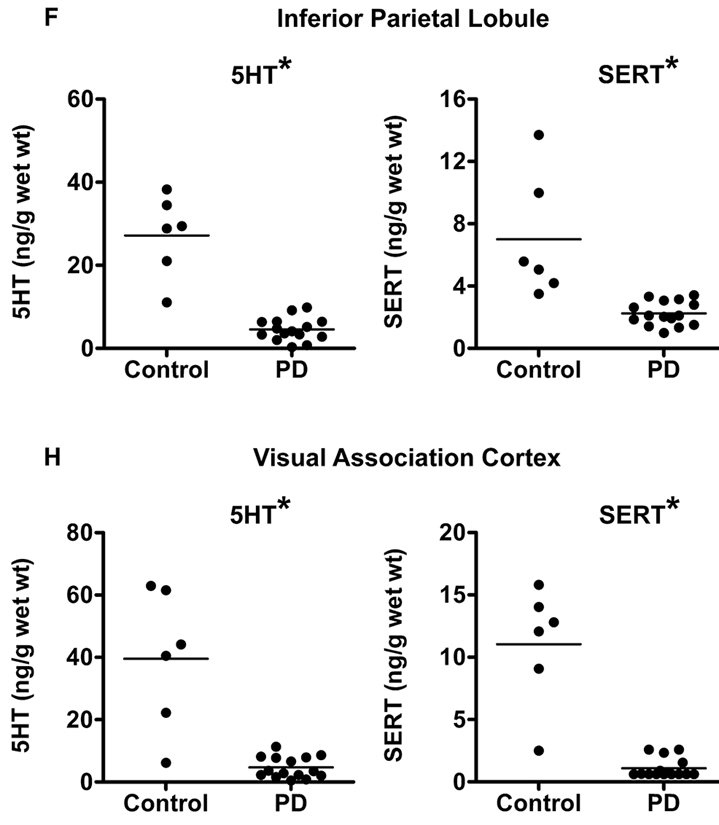 F Inferior Parietal Lobule
5HT* SERT*
5HT (ng/g wet wt)
60
40
20
0
Control PD
SERT (ng/g wet wt)
16
12
8
4
0
Control PD
H Visual Association Cortex
5HT* SERT*
5HT (ng/g wet wt)
80
60
40
20
0
Control PD
SERT (ng/g wet wt)
20
15
10
5
0
Control PD